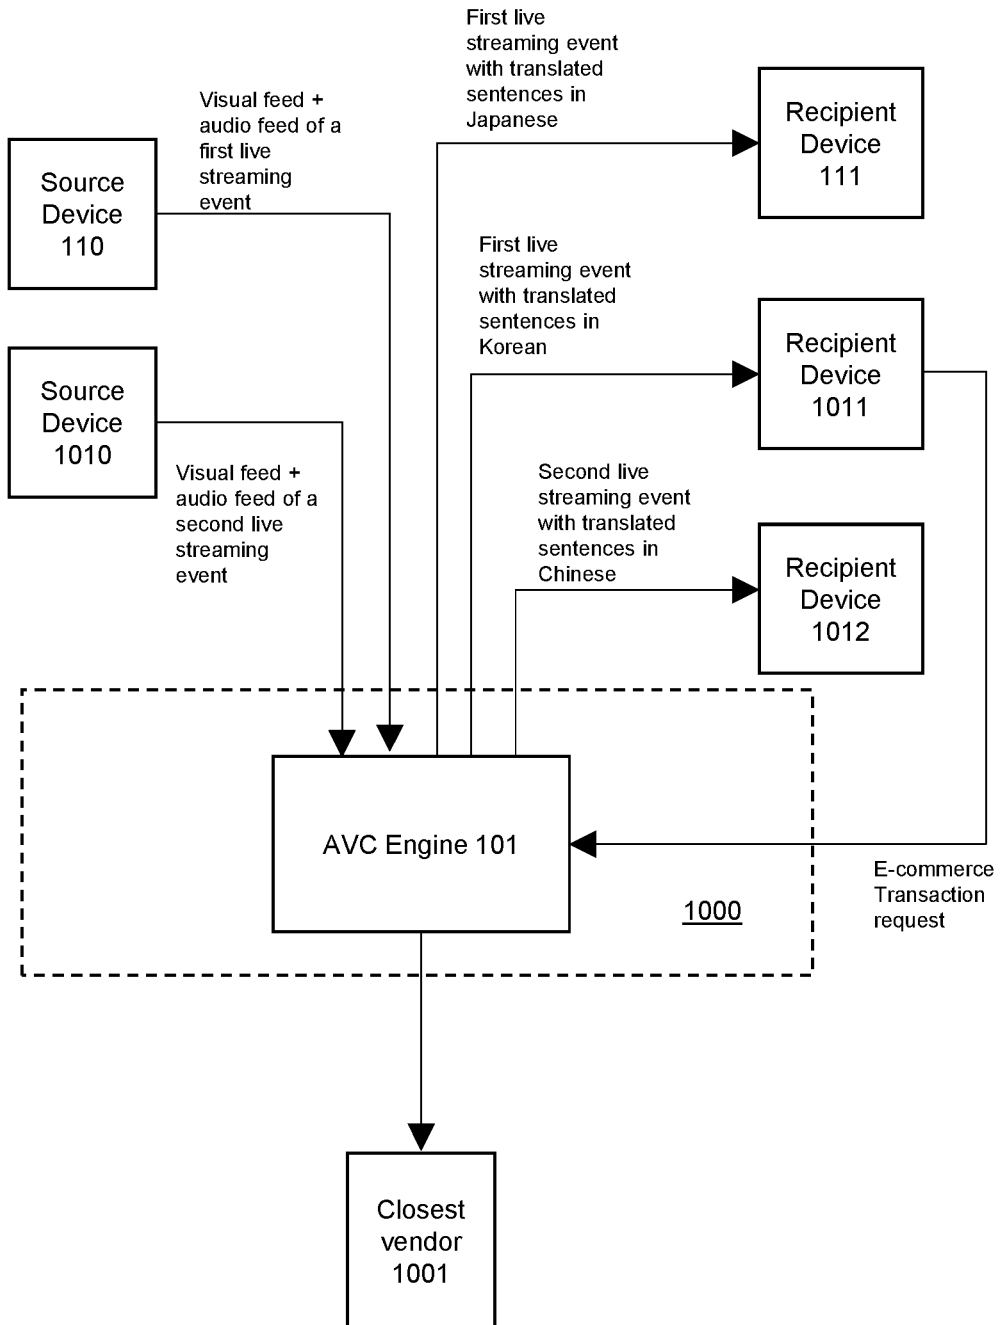 First live
streaming event
with translated
sentences in
Japanese
Recipient
Device
111
Visual feed +
audio feed of a
first live
streaming
event
Source
Device
110
First live
streaming event
with translated
sentences in
Korean
Recipient
Device
1011
Source
Device
1010
Visual feed +
audio feed of a
second live
streaming
event
Second live
streaming event
with translated
sentences in
Chinese
Recipient
Device
1012
AVC Engine 101
1000
E-commerce
Transaction
request
Closest
vendor
1001